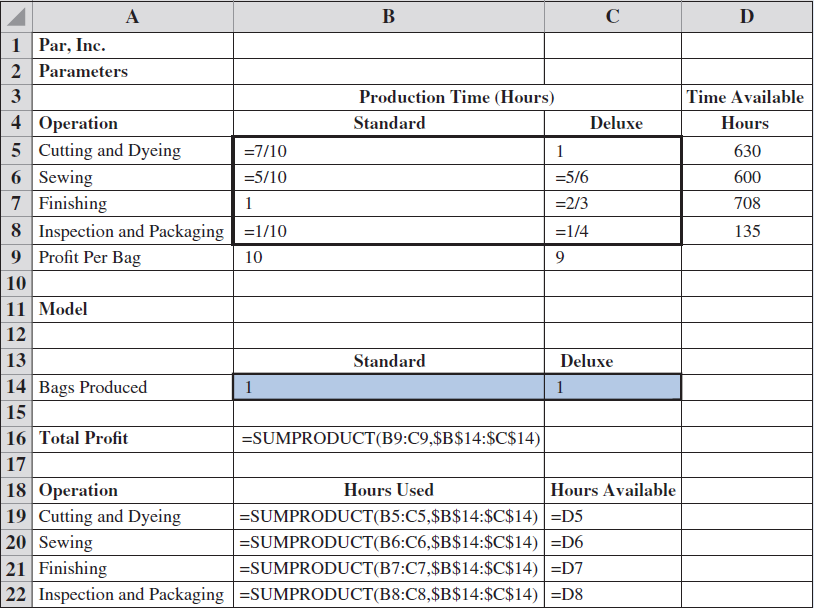 A B C D
1 Par, Inc.
2 Parameters
3 Production Time (Hours) Time Available
4 Operation Standard Deluxe Hours
5 Cutting and Dyeing =7/10 1 630
6 Sewing =5/10 =5/6 600
7 Finishing 1 =2/3 708
8 Inspection and Packaging =1/10 =1/4 135
9 Profit Per Bag 10 9
10
11 Model
12
13 Standard Deluxe
14 Bags Produced 1 1
15
16 Total Profit =SUMPRODUCT(B9:C9,$B$14:$C$14)
17
18 Operation Hours Used Hours Available
19 Cutting and Dyeing =SUMPRODUCT(B5:C5,$B$14:$C$14) =D5
20 Sewing =SUMPRODUCT(B6:C6,$B$14:$C$14) =D6
21 Finishing =SUMPRODUCT(B7:C7,$B$14:$C$14) =D7
22 Inspection and Packaging =SUMPRODUCT(B8:C8,$B$14:$C$14) =D8